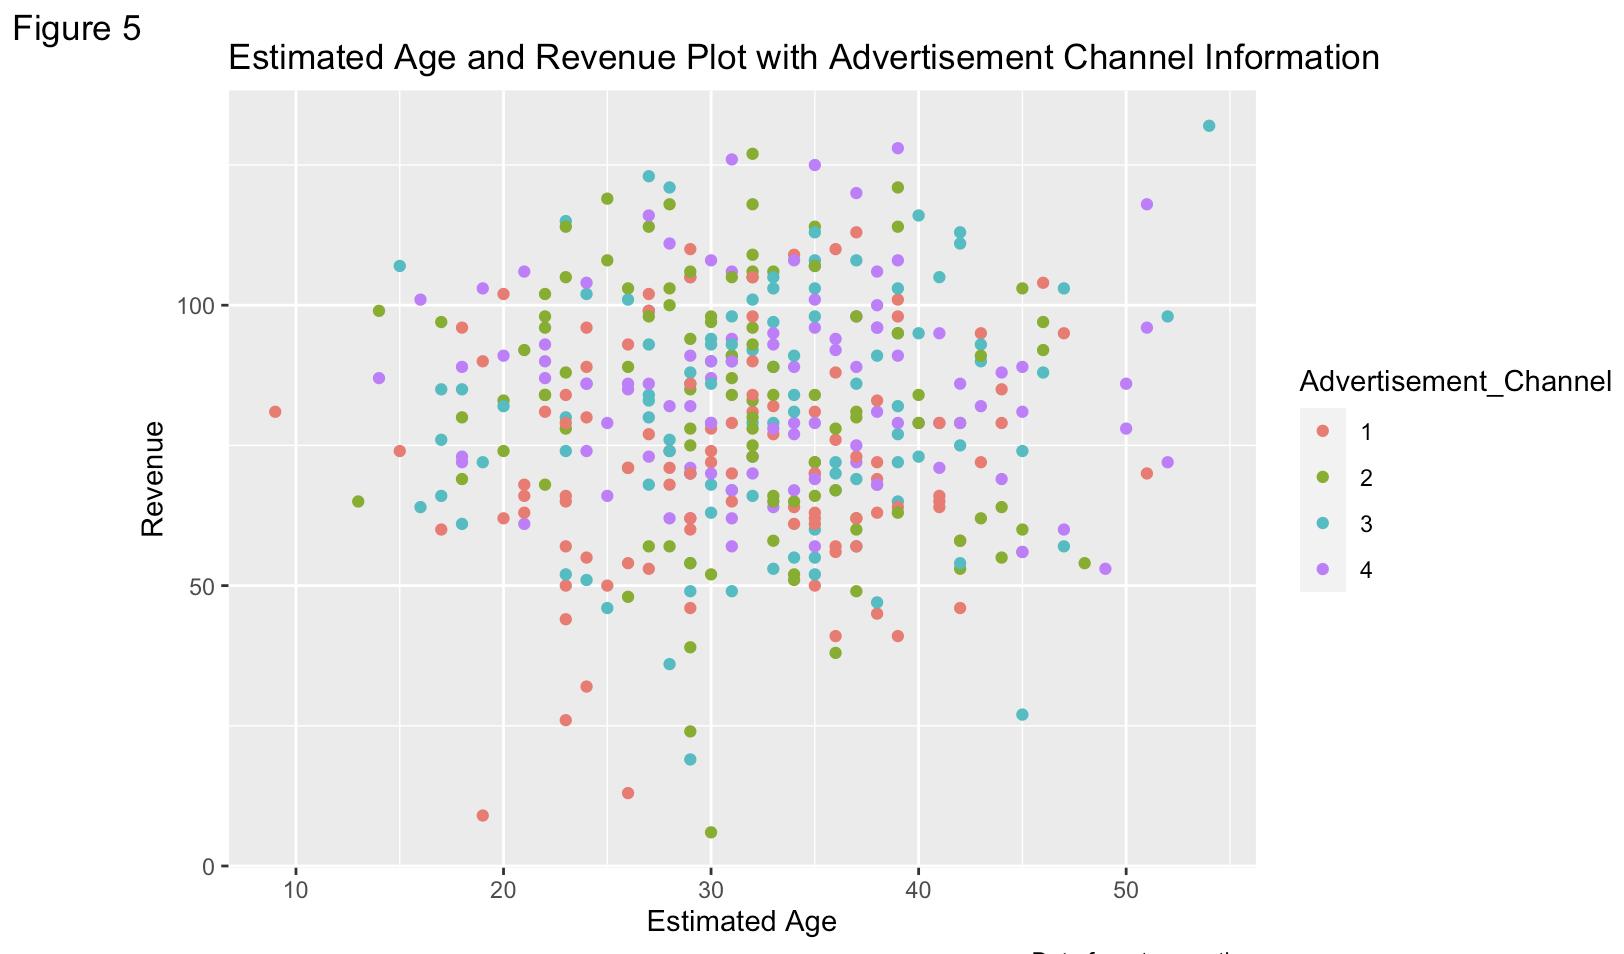 Figure 5
Estimated Age and Revenue Plot with Advertisement Channel Information
Revenue
100
50
0
10 20 30 40 50
Estimated Age
Advertisement_Channel
1
2
3
4